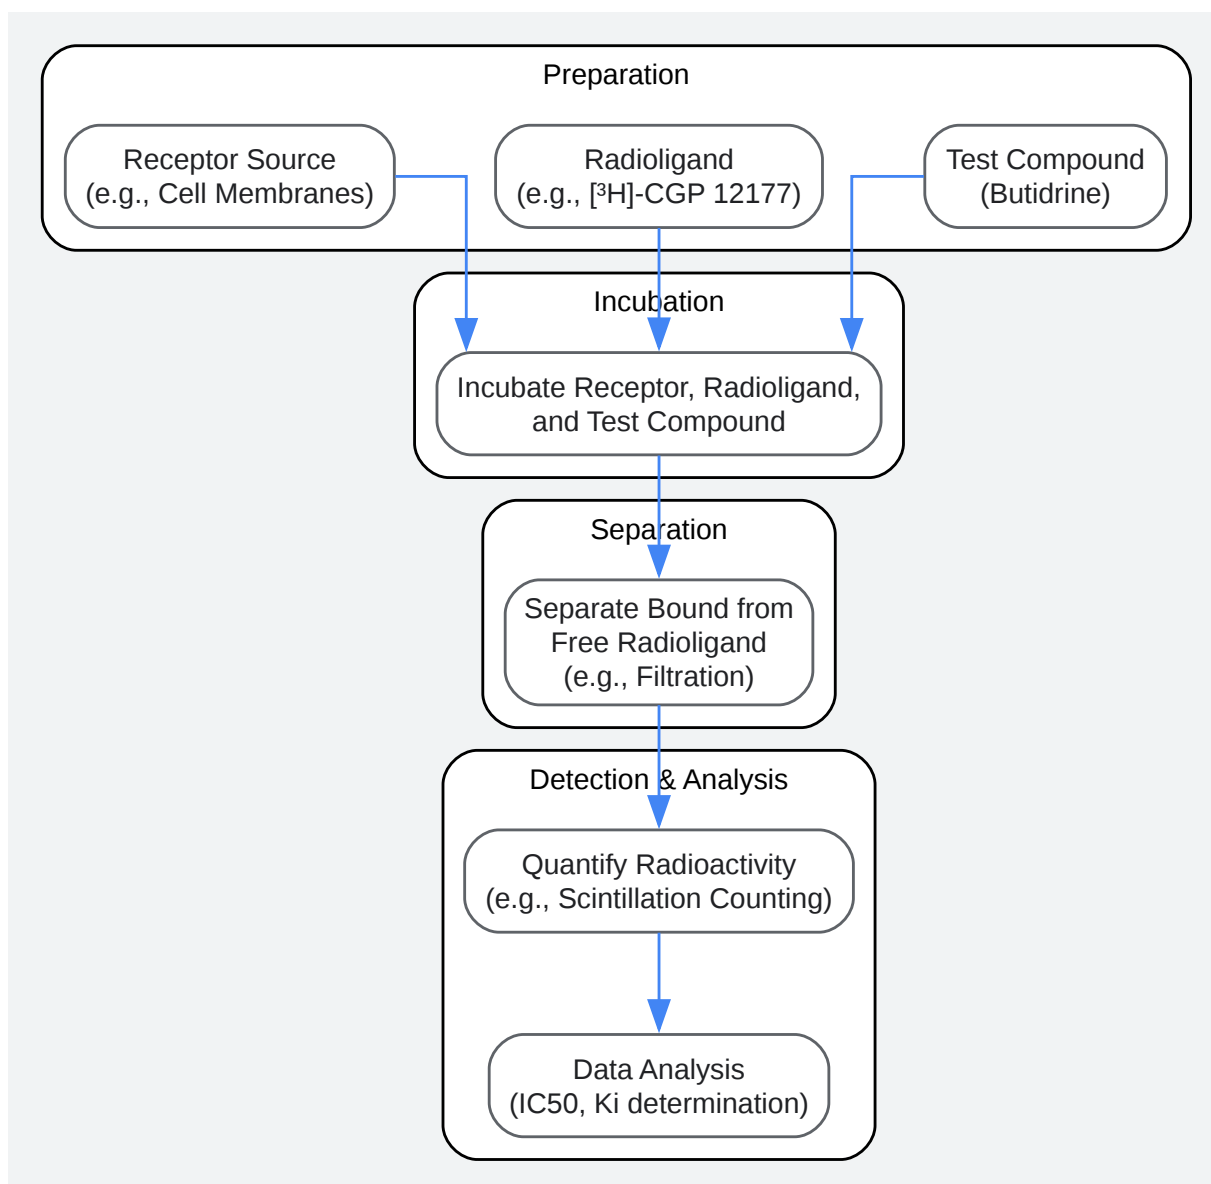 Preparation
Receptor Source
(e.g., Cell Membranes)
Radioligand
(e.g., [³H]-CGP 12177)
Test Compound
(Butidrine)
Incubation
Incubate Receptor, Radioligand,
and Test Compound
Separation
Separate Bound from
Free Radioligand
(e.g., Filtration)
Detection & Analysis
Quantify Radioactivity
(e.g., Scintillation Counting)
Data Analysis
(IC50, Ki determination)